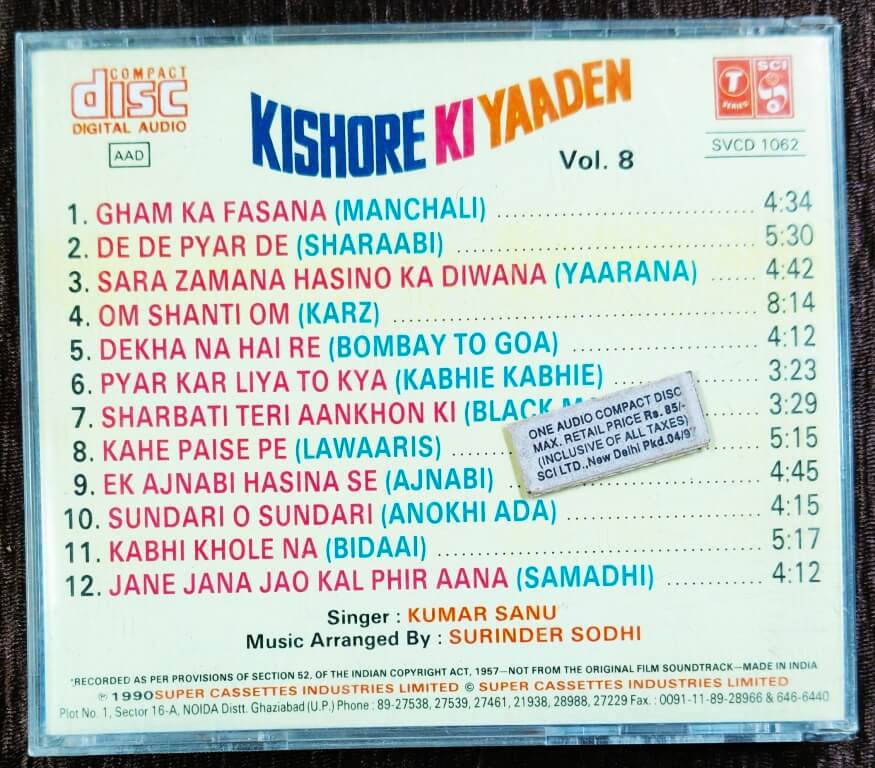 COMPACT
disc
DIGITAL AUDIO
AAD
KISHORE KI YAADEN
Vol. 8
T
SERIES
SCI
SVCD 1062
1. GHAM KA FASANA (MANCHALI) 4:34
2. DE DE PYAR DE (SHARAABI) 5:30
3. SARA ZAMANA HASINO KA DIWANA (YAARANA) 4:42
4. OM SHANTI OM (KARZ) 8:14
5. DEKHA NA HAI RE (BOMBAY TO GOA) 4:12
6. PYAR KAR LIYA TO KYA (KABHIE KABHIE) 3:23
7. SHARBATI TERI AANKHON KI (BLACK 3:29
8. KAHE PAISE PE (LAWAARIS) 5:15
9. EK AJNABI HASINA SE (AJNABI) 4:45
10. SUNDARI O SUNDARI (ANOKHI ADA) 4:15
11. KABHI KHOLE NA (BIDAAI) 5:17
12. JANE JANA JAO KAL PHIR AANA (SAMADHI) 4:12
ONE AUDIO COMPACT DISC
MAX. RETAIL PRICE Rs. 85/-
(INCLUSIVE OF ALL TAXES)
SCI LTD., New Delhi Pkd.04/9
Singer : KUMAR SANU
Music Arranged By : SURINDER SODHI
*RECORDED AS PER PROVISIONS OF SECTION 52, OF THE INDIAN COPYRIGHT ACT, 1957—NOT FROM THE ORIGINAL FILM SOUNDTRACK—MADE IN INDIA
℗ 1990 SUPER CASSETTES INDUSTRIES LIMITED © SUPER CASSETTES INDUSTRIES LIMITED
Plot No. 1, Sector 16-A, NOIDA Distt. Ghaziabad (U.P.) Phone : 89-27538, 27539, 27461, 21938, 28988, 27229 Fax. : 0091-11-89-28966 & 646-6440